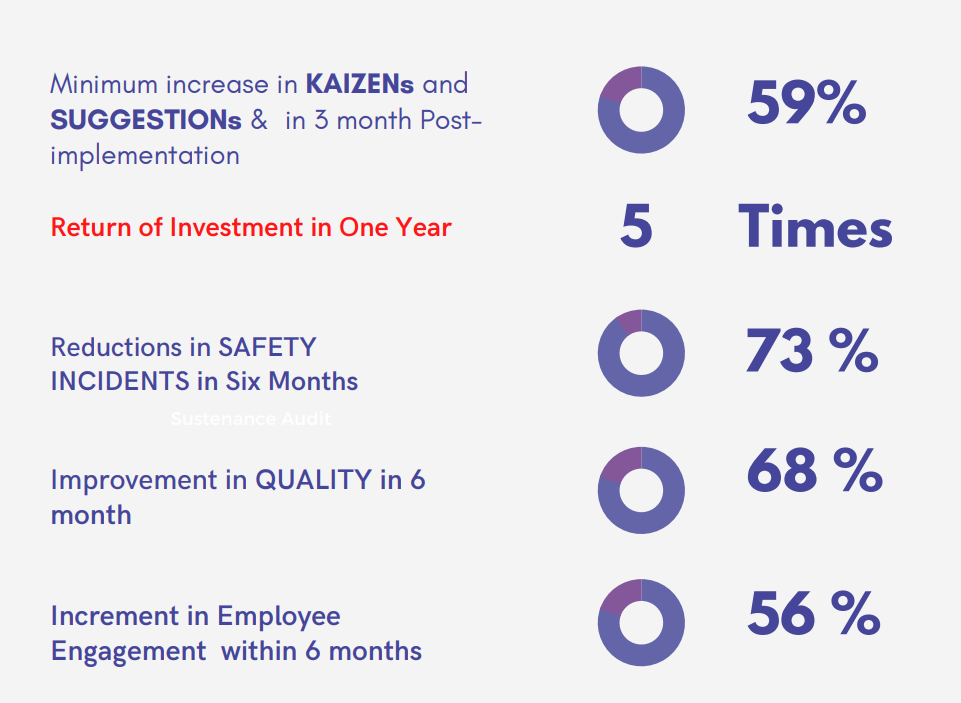 Minimum increase in KAIZENs and
SUGGESTIONs &  in 3 month Post-
implementation
59%
Return of Investment in One Year
5 Times
Reductions in SAFETY
INCIDENTS in Six Months
73 %
Sustenance Audit
Improvement in QUALITY in 6
month
68 %
Increment in Employee
Engagement  within 6 months
56 %